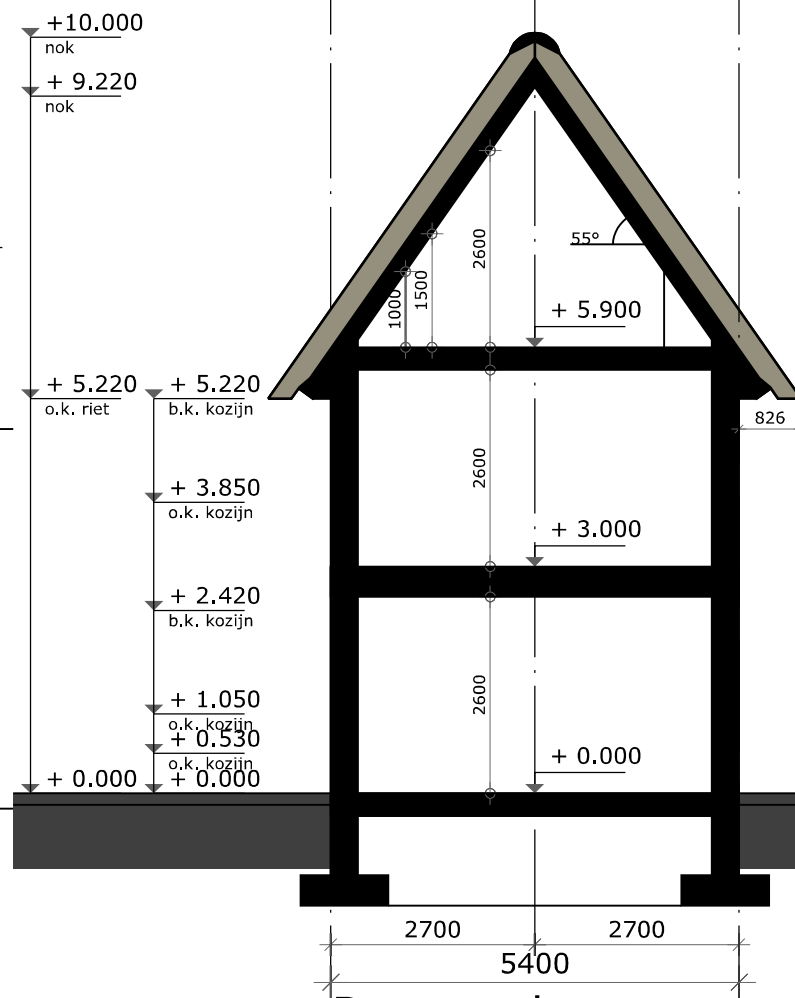 +10.000
nok
+ 9.220
nok
+ 5.220
o.k. riet
+ 0.000
+ 5.220
b.k. kozijn
+ 3.850
o.k. kozijn
+ 2.420
b.k. kozijn
+ 1.050
o.k. kozijn
+ 0.530
o.k. kozijn
+ 0.000
2600
1500
1000
55°
+ 5.900
826
2600
+ 3.000
2600
+ 0.000
2700
2700
5400